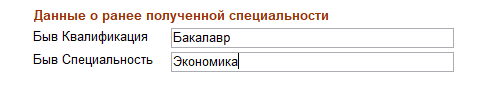 Данные о ранее полученной специальности
Быв Квалификация Бакалавр
Быв Специальность Экономика